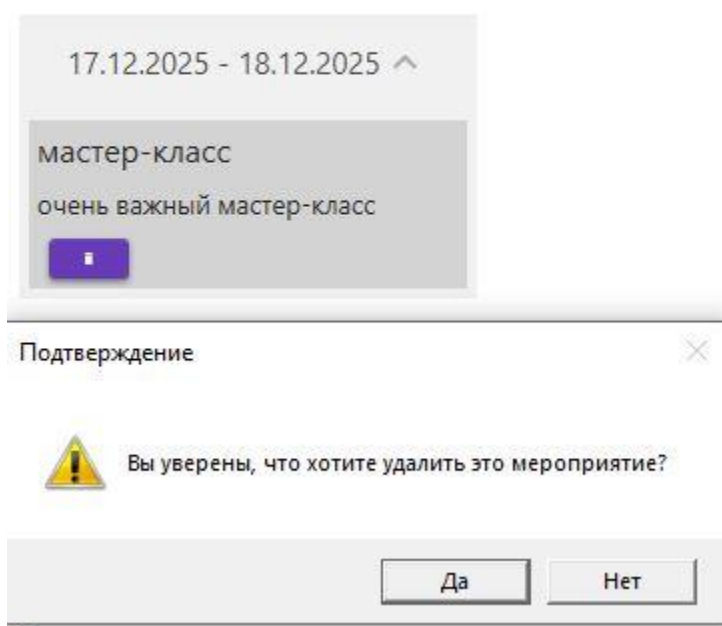 17.12.2025 - 18.12.2025
мастер-класс
очень важный мастер-класс
Подтверждение
Вы уверены, что хотите удалить это мероприятие?
Да Нет